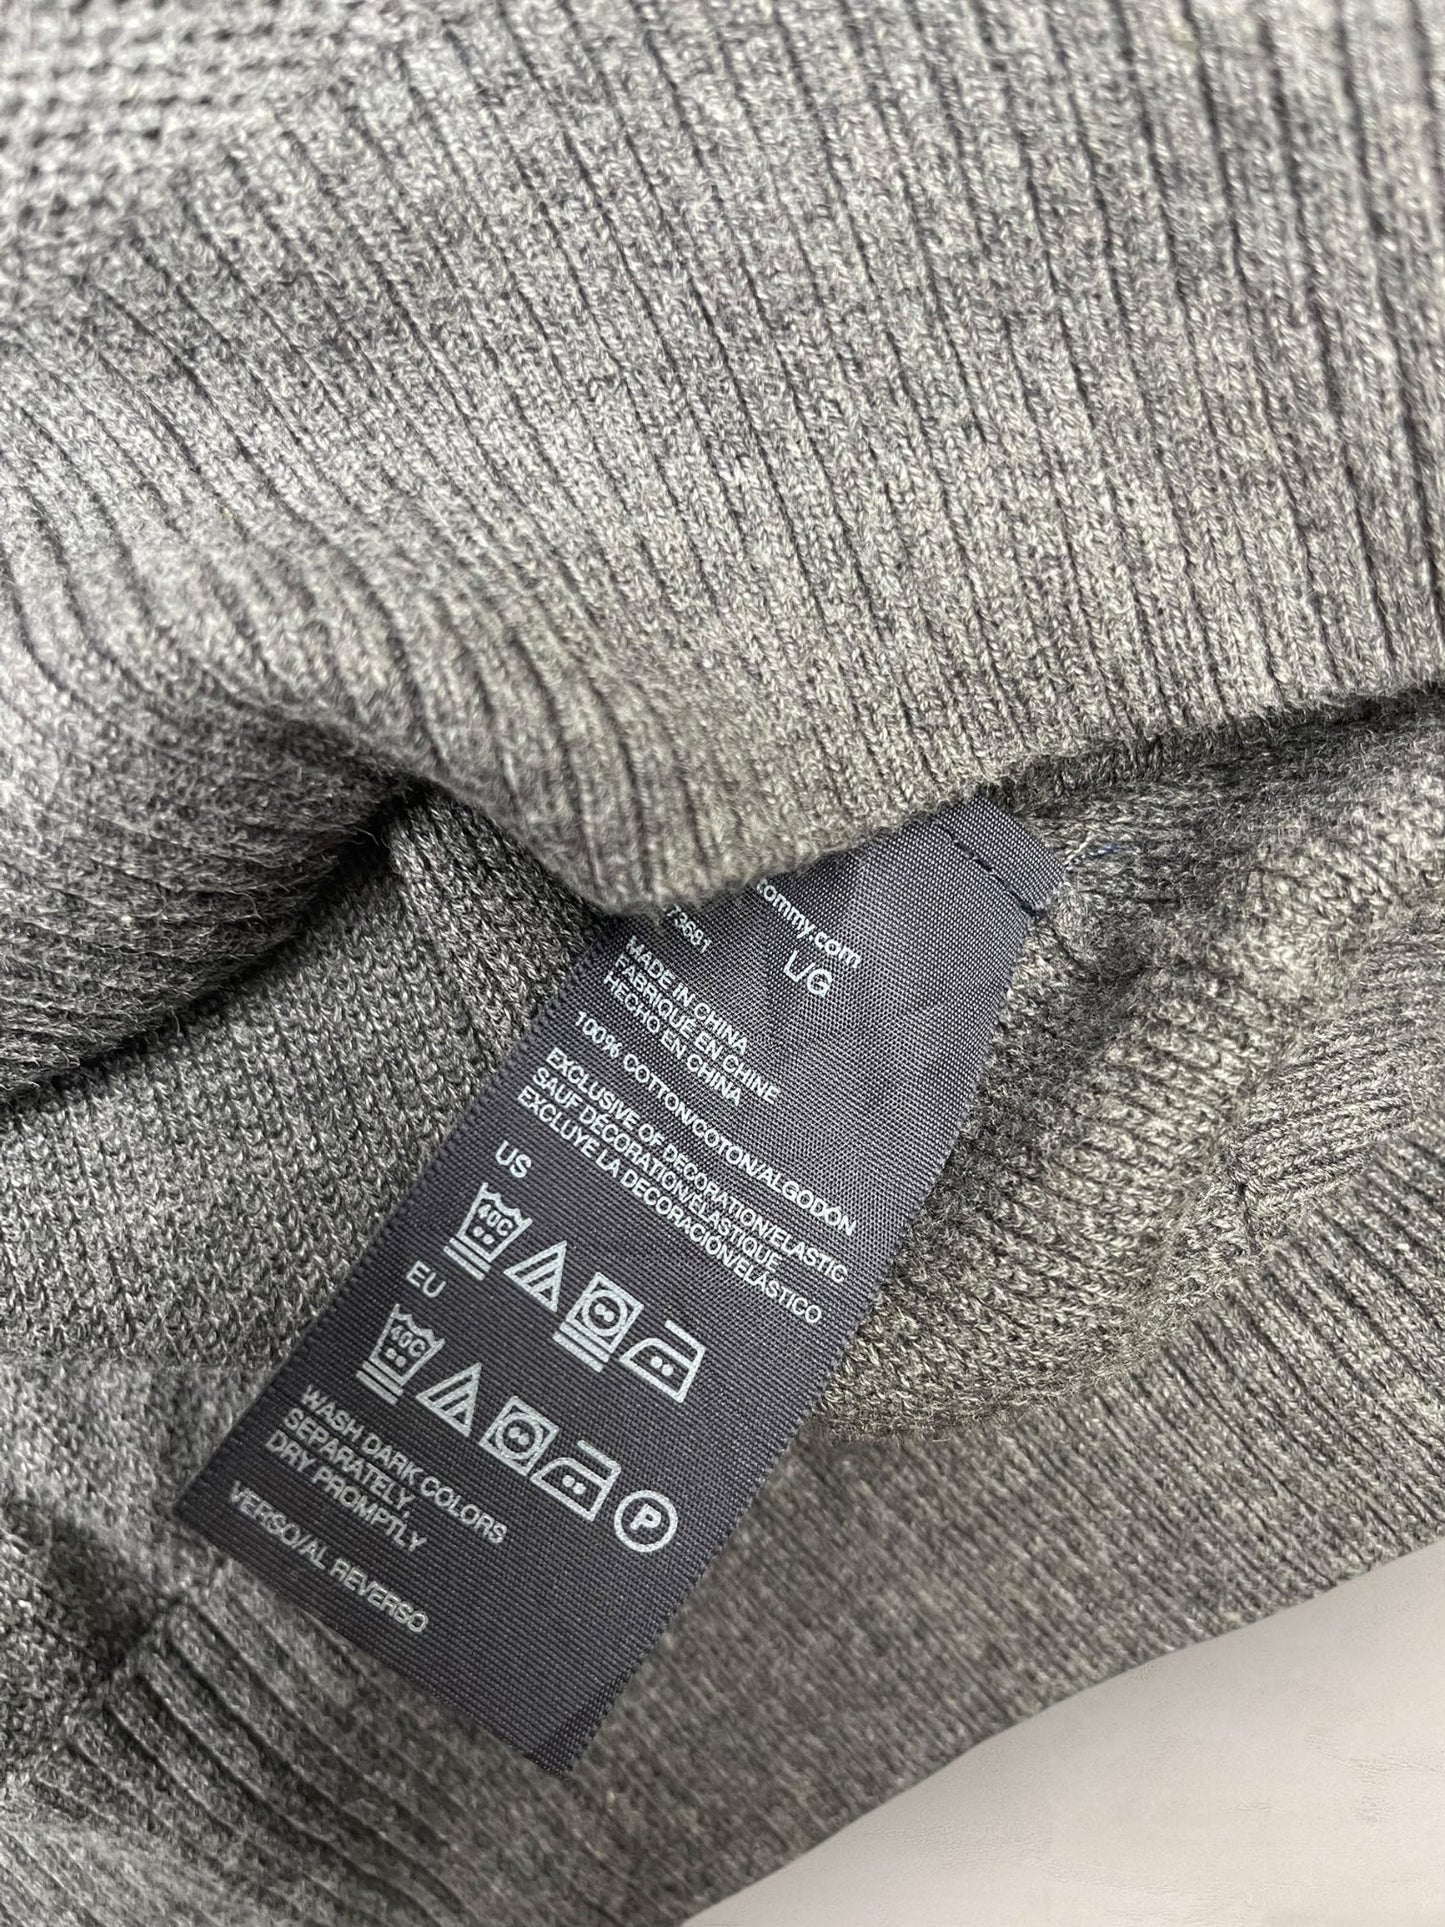 tommy.com
L/G
MADE IN CHINA
FABRIQUÉ EN CHINE
HECHO EN CHINA
100% COTTON/COTON/ALGODÓN
EXCLUSIVE OF DECORATION/ELASTIC
SAUF DÉCORATION/ÉLASTIQUE
EXCLUYE LA DECORACIÓN/ELÁSTICO
US
40C
EU
40C
P
WASH DARK COLORS
SEPARATELY,
DRY PROMPTLY
VERSO/AL REVERSO